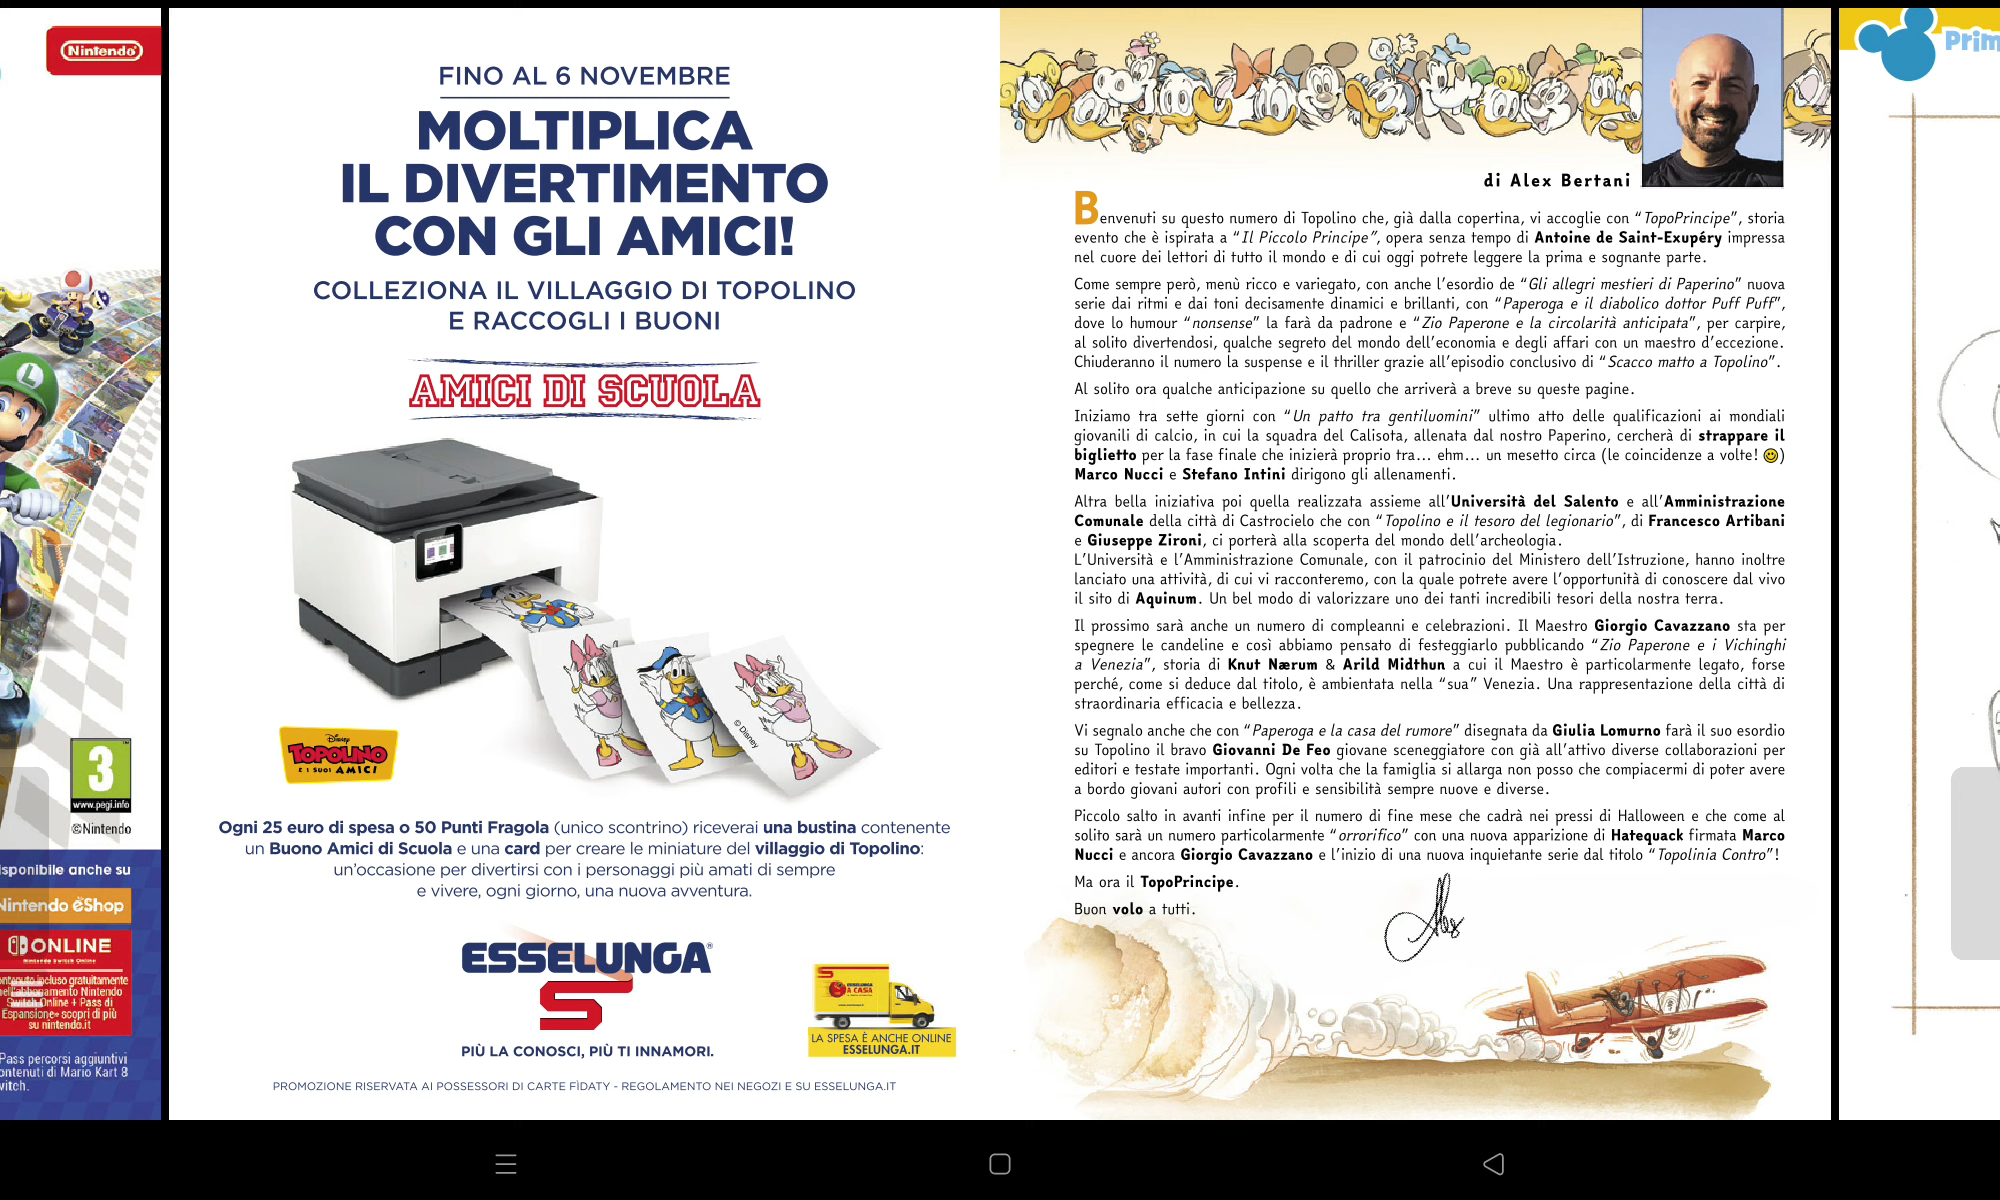 Nintendo
3
www.pegi.info
©Nintendo
sponibile anche su
Nintendo eShop
ONLINE
Nintendo Switch Online
incluso gratuitamente
nell'abbonamento Nintendo
Switch Online + Pass di
Espansione• scopri di più
su nintendo.it
Pass percorsi aggiuntivi
ontenuti di Mario Kart 8
witch.
FINO AL 6 NOVEMBRE
MOLTIPLICA
IL DIVERTIMENTO
CON GLI AMICI!
COLLEZIONA IL VILLAGGIO DI TOPOLINO
E RACCOGLI I BUONI
AMICI DI SCUOLA
© Disney
Disney
TOPOLINO
E I SUOI AMICI
Ogni 25 euro di spesa o 50 Punti Fragola (unico scontrino) riceverai una bustina contenente
un Buono Amici di Scuola e una card per creare le miniature del villaggio di Topolino:
un'occasione per divertirsi con i personaggi più amati di sempre
e vivere, ogni giorno, una nuova avventura.
ESSELUNGA®
PIÙ LA CONOSCI, PIÙ TI INNAMORI.
ESSELUNGA
A CASA
LA SPESA È ANCHE ONLINE
ESSELUNGA.IT
PROMOZIONE RISERVATA AI POSSESSORI DI CARTE FÌDATY - REGOLAMENTO NEI NEGOZI E SU ESSELUNGA.IT
di Alex Bertani
Benvenuti su questo numero di Topolino che, già dalla copertina, vi accoglie con “TopoPrincipe”, storia
evento che è ispirata a “Il Piccolo Principe”, opera senza tempo di Antoine de Saint-Exupéry impressa
nel cuore dei lettori di tutto il mondo e di cui oggi potrete leggere la prima e sognante parte.
Come sempre però, menù ricco e variegato, con anche l'esordio de “Gli allegri mestieri di Paperino” nuova
serie dai ritmi e dai toni decisamente dinamici e brillanti, con “Paperoga e il diabolico dottor Puff Puff”,
dove lo humour “nonsense” la farà da padrone e “Zio Paperone e la circolarità anticipata”, per carpire,
al solito divertendosi, qualche segreto del mondo dell'economia e degli affari con un maestro d'eccezione.
Chiuderanno il numero la suspense e il thriller grazie all'episodio conclusivo di “Scacco matto a Topolino”.
Al solito ora qualche anticipazione su quello che arriverà a breve su queste pagine.
Iniziamo tra sette giorni con “Un patto tra gentiluomini” ultimo atto delle qualificazioni ai mondiali
giovanili di calcio, in cui la squadra del Calisota, allenata dal nostro Paperino, cercherà di strappare il
biglietto per la fase finale che inizierà proprio tra... ehm... un mesetto circa (le coincidenze a volte! 🙂)
Marco Nucci e Stefano Intini dirigono gli allenamenti.
Altra bella iniziativa poi quella realizzata assieme all'Università del Salento e all'Amministrazione
Comunale della città di Castrocielo che con “Topolino e il tesoro del legionario”, di Francesco Artibani
e Giuseppe Zironi, ci porterà alla scoperta del mondo dell'archeologia.
L'Università e l'Amministrazione Comunale, con il patrocinio del Ministero dell'Istruzione, hanno inoltre
lanciato una attività, di cui vi racconteremo, con la quale potrete avere l'opportunità di conoscere dal vivo
il sito di Aquinum. Un bel modo di valorizzare uno dei tanti incredibili tesori della nostra terra.
Il prossimo sarà anche un numero di compleanni e celebrazioni. Il Maestro Giorgio Cavazzano sta per
spegnere le candeline e così abbiamo pensato di festeggiarlo pubblicando “Zio Paperone e i Vichinghi
a Venezia”, storia di Knut Nærum & Arild Midthun a cui il Maestro è particolarmente legato, forse
perché, come si deduce dal titolo, è ambientata nella “sua” Venezia. Una rappresentazione della città di
straordinaria efficacia e bellezza.
Vi segnalo anche che con “Paperoga e la casa del rumore” disegnata da Giulia Lomurno farà il suo esordio
su Topolino il bravo Giovanni De Feo giovane sceneggiatore con già all'attivo diverse collaborazioni per
editori e testate importanti. Ogni volta che la famiglia si allarga non posso che compiacermi di poter avere
a bordo giovani autori con profili e sensibilità sempre nuove e diverse.
Piccolo salto in avanti infine per il numero di fine mese che cadrà nei pressi di Halloween e che come al
solito sarà un numero particolarmente “orrorifico” con una nuova apparizione di Hatequack firmata Marco
Nucci e ancora Giorgio Cavazzano e l'inizio di una nuova inquietante serie dal titolo “Topolinia Contro”!
Ma ora il TopoPrincipe.
Buon volo a tutti.
Alex
Prim